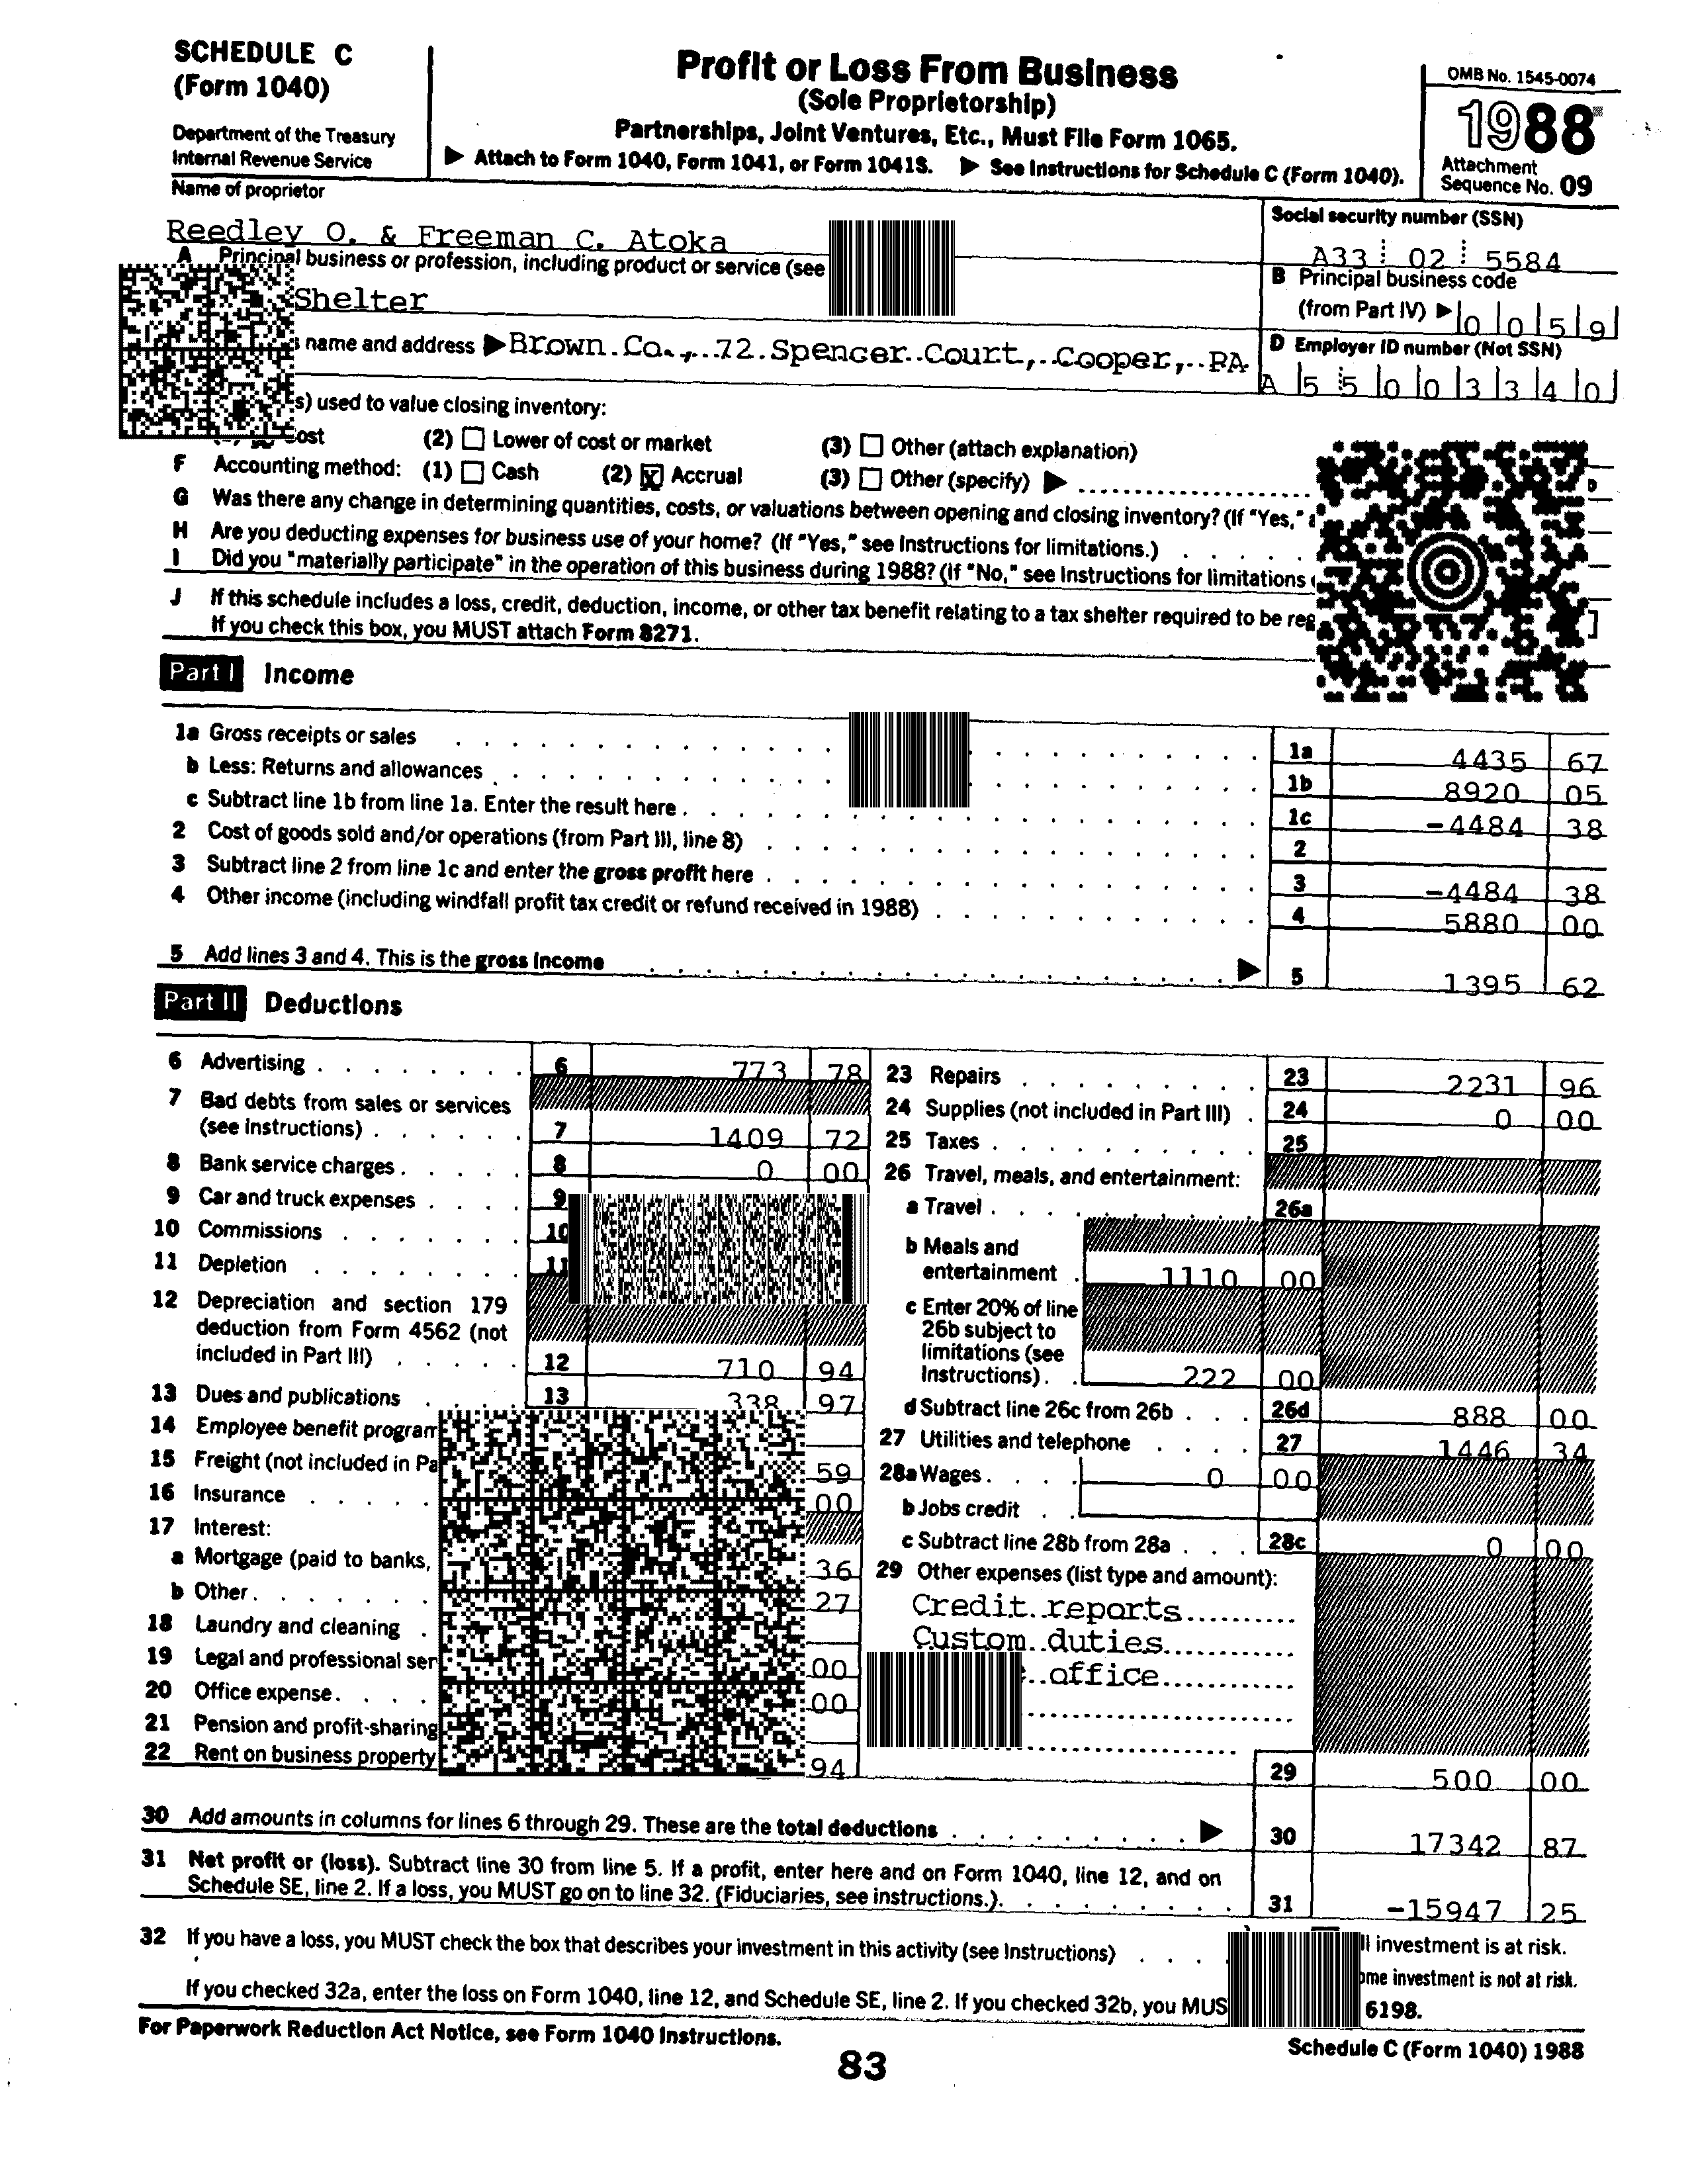 SCHEDULE C
(Form 1040)
Department of the Treasury
Internal Revenue Service
Profit or Loss From Business
(Sole Proprietorship)
Partnerships, Joint Ventures, Etc., Must File Form 1065.
▶ Attach to Form 1040, Form 1041, or Form 1041S. ▶ See Instructions for Schedule C (Form 1040).
OMB No. 1545-0074
1988
Attachment
Sequence No. 09
Name of proprietor
Reedley O. & Freeman C. Atoka
Social security number (SSN)
A33 02 5584
A Principal business or profession, including product or service (see
Shelter
B Principal business code
(from Part IV) ▶ 0 0 5 9
name and address ▶ Brown Co., 72 Spencer Court, Cooper, PA
D Employer ID number (Not SSN)
A 5 5 0 0 3 3 4 0
used to value closing inventory:
(2) ☐ Lower of cost or market (3) ☐ Other (attach explanation)
F Accounting method: (1) ☐ Cash (2) ☒ Accrual (3) ☐ Other (specify) ▶
G Was there any change in determining quantities, costs, or valuations between opening and closing inventory? (If "Yes,"
H Are you deducting expenses for business use of your home? (If "Yes," see Instructions for limitations.)
I Did you "materially participate" in the operation of this business during 1988? (If "No," see Instructions for limitations
J If this schedule includes a loss, credit, deduction, income, or other tax benefit relating to a tax shelter required to be
If you check this box, you MUST attach Form 8271.
Part I Income
1a Gross receipts or sales 1a 4435 67
b Less: Returns and allowances 1b 8920 05
c Subtract line 1b from line 1a. Enter the result here 1c -4484 38
2 Cost of goods sold and/or operations (from Part III, line 8) 2
3 Subtract line 2 from line 1c and enter the gross profit here 3 -4484 38
4 Other income (including windfall profit tax credit or refund received in 1988) 4 5880 00
5 Add lines 3 and 4. This is the gross income ▶ 5 1395 62
Part II Deductions
6 Advertising 6 773 78
7 Bad debts from sales or services
(see Instructions) 7 1409 72
8 Bank service charges 8 0 00
9 Car and truck expenses 9
10 Commissions 10
11 Depletion 11
12 Depreciation and section 179
deduction from Form 4562 (not
included in Part III) 12 710 94
13 Dues and publications 13 338 97
14 Employee benefit
15 Freight (not included in
59
16 Insurance 00
17 Interest:
a Mortgage (paid to banks, 36
b Other 27
18 Laundry and cleaning
19 Legal and professional 00
20 Office expense 00
21 Pension and profit-sharing
22 Rent on business property 94
23 Repairs 23 2231 96
24 Supplies (not included in Part III) 24 0 00
25 Taxes 25
26 Travel, meals, and entertainment:
a Travel 26a
b Meals and
entertainment 1110 00
c Enter 20% of line
26b subject to
limitations (see
Instructions) 222 00
d Subtract line 26c from 26b 26d 888 00
27 Utilities and telephone 27 1446 34
28a Wages 0 00
b Jobs credit
c Subtract line 28b from 28a 28c 0 00
29 Other expenses (list type and amount):
Credit reports
Custom duties
office
29 500 00
30 Add amounts in columns for lines 6 through 29. These are the total deductions ▶ 30 17342 87
31 Net profit or (loss). Subtract line 30 from line 5. If a profit, enter here and on Form 1040, line 12, and on
Schedule SE, line 2. If a loss, you MUST go on to line 32. (Fiduciaries, see instructions.) 31 -15947 25
32 If you have a loss, you MUST check the box that describes your investment in this activity (see Instructions) investment is at risk.
investment is not at risk.
If you checked 32a, enter the loss on Form 1040, line 12, and Schedule SE, line 2. If you checked 32b, you 6198.
For Paperwork Reduction Act Notice, see Form 1040 Instructions.
Schedule C (Form 1040) 1988
83